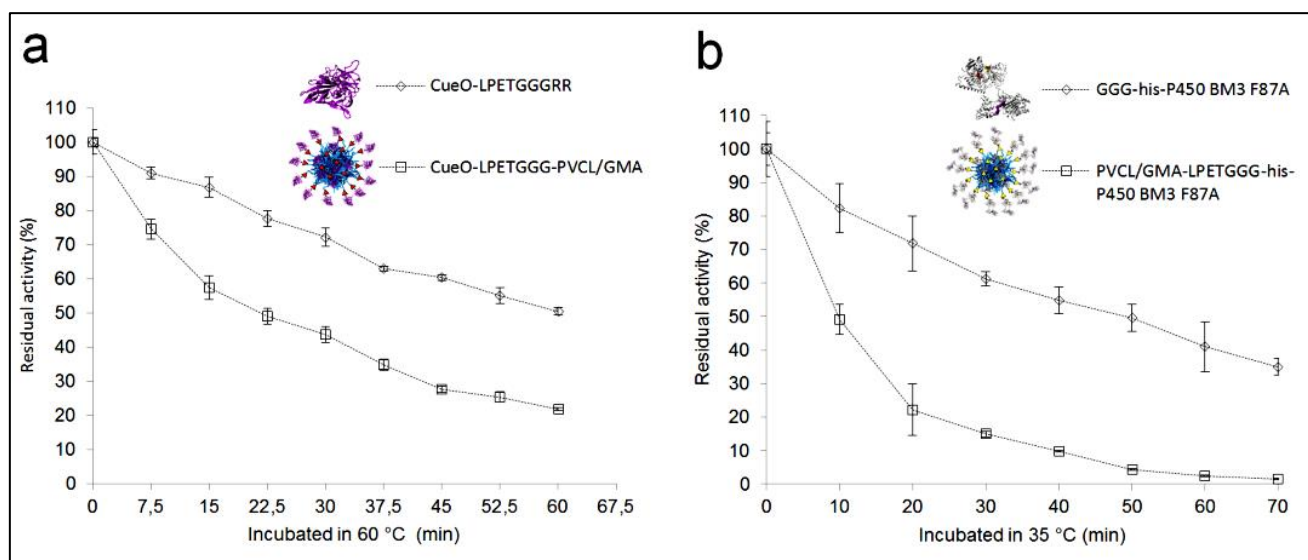 a
CueO-LPETGGGRR
CueO-LPETGGG-PVCL/GMA
Residual activity (%)
110
100
90
80
70
60
50
40
30
20
10
0
0 7,5 15 22,5 30 37,5 45 52,5 60 67,5
Incubated in 60 °C (min)
b
GGG-his-P450 BM3 F87A
PVCL/GMA-LPETGGG-his-
P450 BM3 F87A
Residual activity (%)
110
100
90
80
70
60
50
40
30
20
10
0
0 10 20 30 40 50 60 70
Incubated in 35 °C (min)